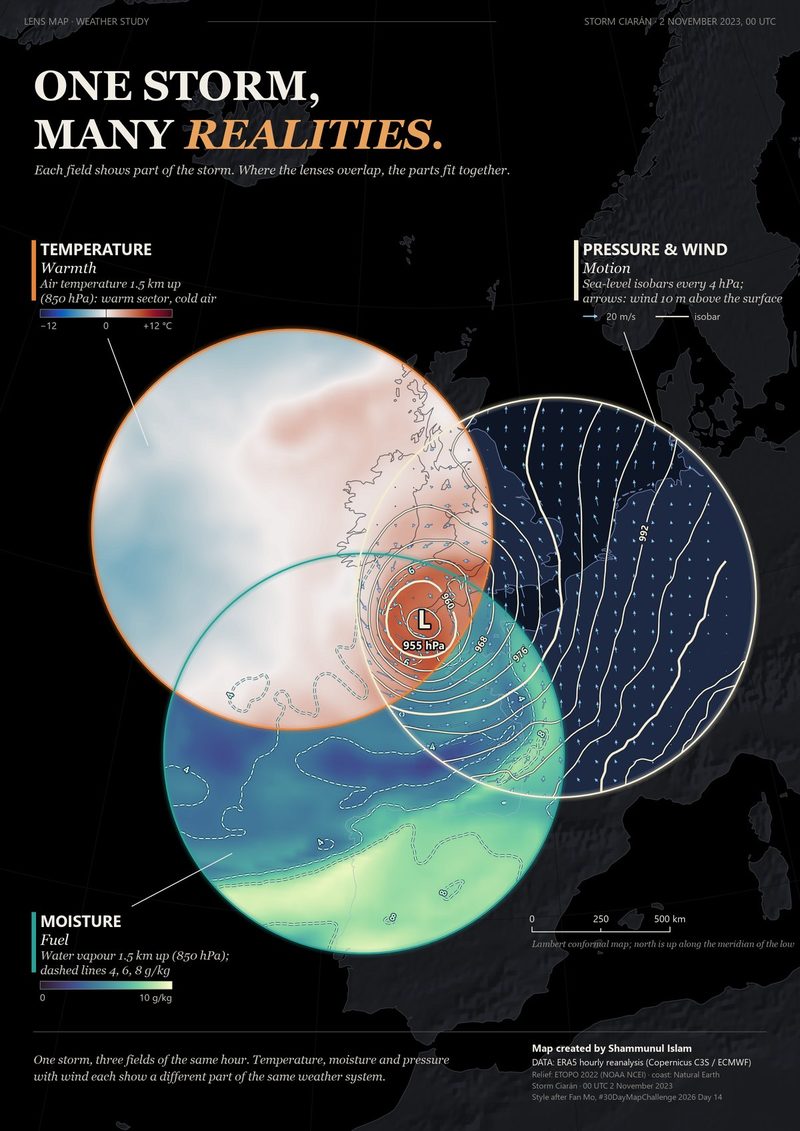 LENS MAP · WEATHER STUDY
STORM CIARÁN · 2 NOVEMBER 2023, 00 UTC
ONE STORM,
MANY REALITIES.
Each field shows part of the storm. Where the lenses overlap, the parts fit together.
TEMPERATURE
Warmth
Air temperature 1.5 km up
(850 hPa): warm sector, cold air
−12 0 +12 °C
PRESSURE & WIND
Motion
Sea-level isobars every 4 hPa;
arrows: wind 10 m above the surface
20 m/s isobar
992
6
960
L
955 hPa
968
976
6
4
4
8
4
4
4
8
8
MOISTURE
Fuel
Water vapour 1.5 km up (850 hPa);
dashed lines 4, 6, 8 g/kg
0 10 g/kg
0 250 500 km
Lambert conformal map; north is up along the meridian of the low
One storm, three fields of the same hour. Temperature, moisture and pressure
with wind each show a different part of the same weather system.
Map created by Shammunul Islam
DATA: ERA5 hourly reanalysis (Copernicus C3S / ECMWF)
Relief: ETOPO 2022 (NOAA NCEI) · coast: Natural Earth
Storm Ciarán · 00 UTC 2 November 2023
Style after Fan Mo, #30DayMapChallenge 2026 Day 14